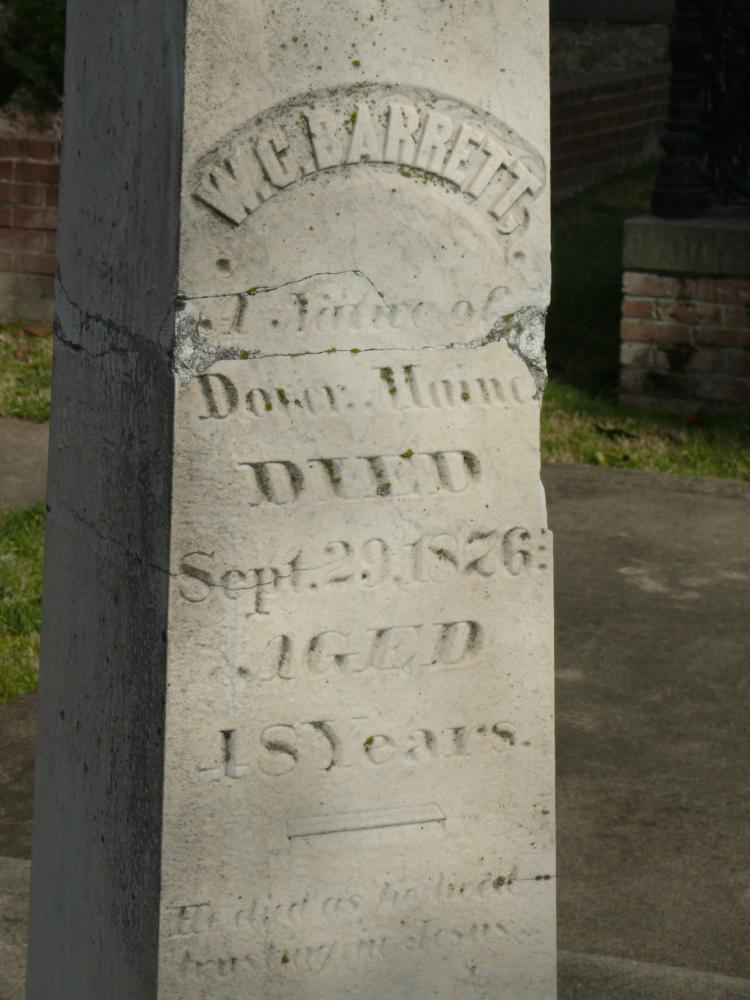 W.C. BARRETT,
A Native of
Dover. Maine
DIED
Sept. 29. 1876:
AGED
48 Years.
He died as he lived
trusting in Jesus.